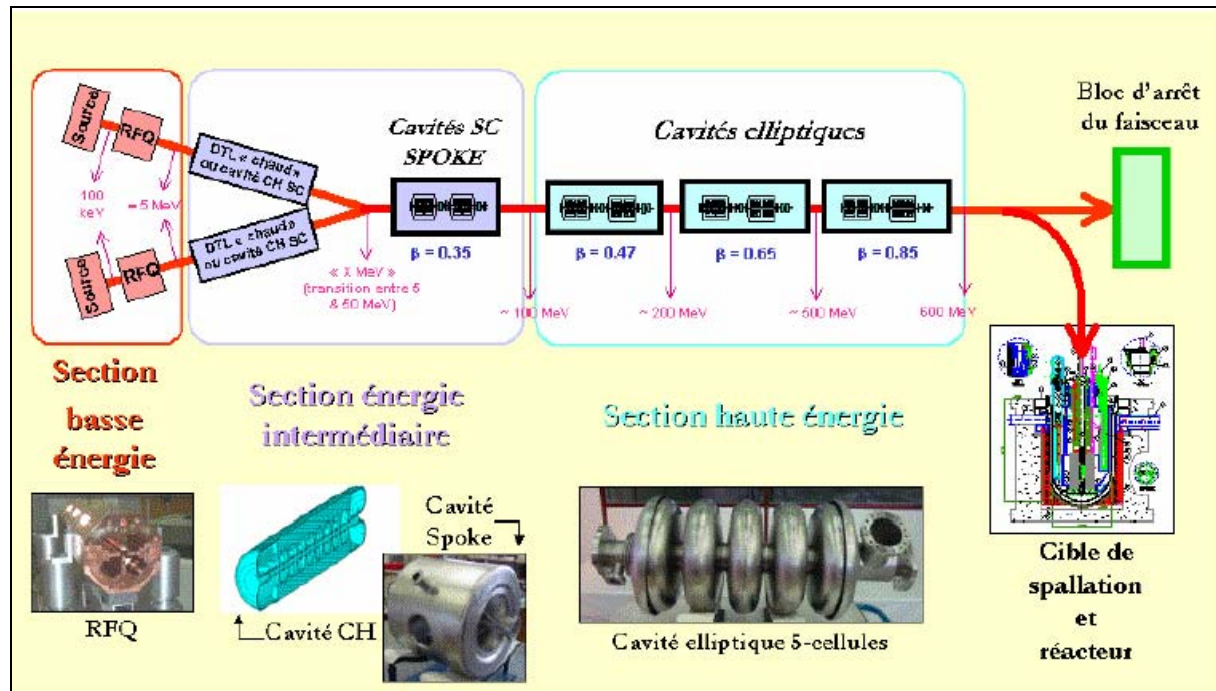 Source
RFQ
DTL « chaud »
ou cavité CH SC
100
keV
≈ 5 MeV
Source
RFQ
DTL « chaud »
ou cavité CH SC
Cavités SC
SPOKE
β = 0.35
« X MeV »
(transition entre 5
& 50 MeV)
~ 100 MeV
Cavités elliptiques
β = 0.47
β = 0.65
β = 0.85
~ 200 MeV
~ 500 MeV
600 MeV
Bloc d'arrêt
du faisceau
Section
basse
énergie
Section énergie
intermédiaire
Section haute énergie
RFQ
Cavité CH
Cavité
Spoke
Cavité elliptique 5-cellules
Cible de
spallation
et
réacteur